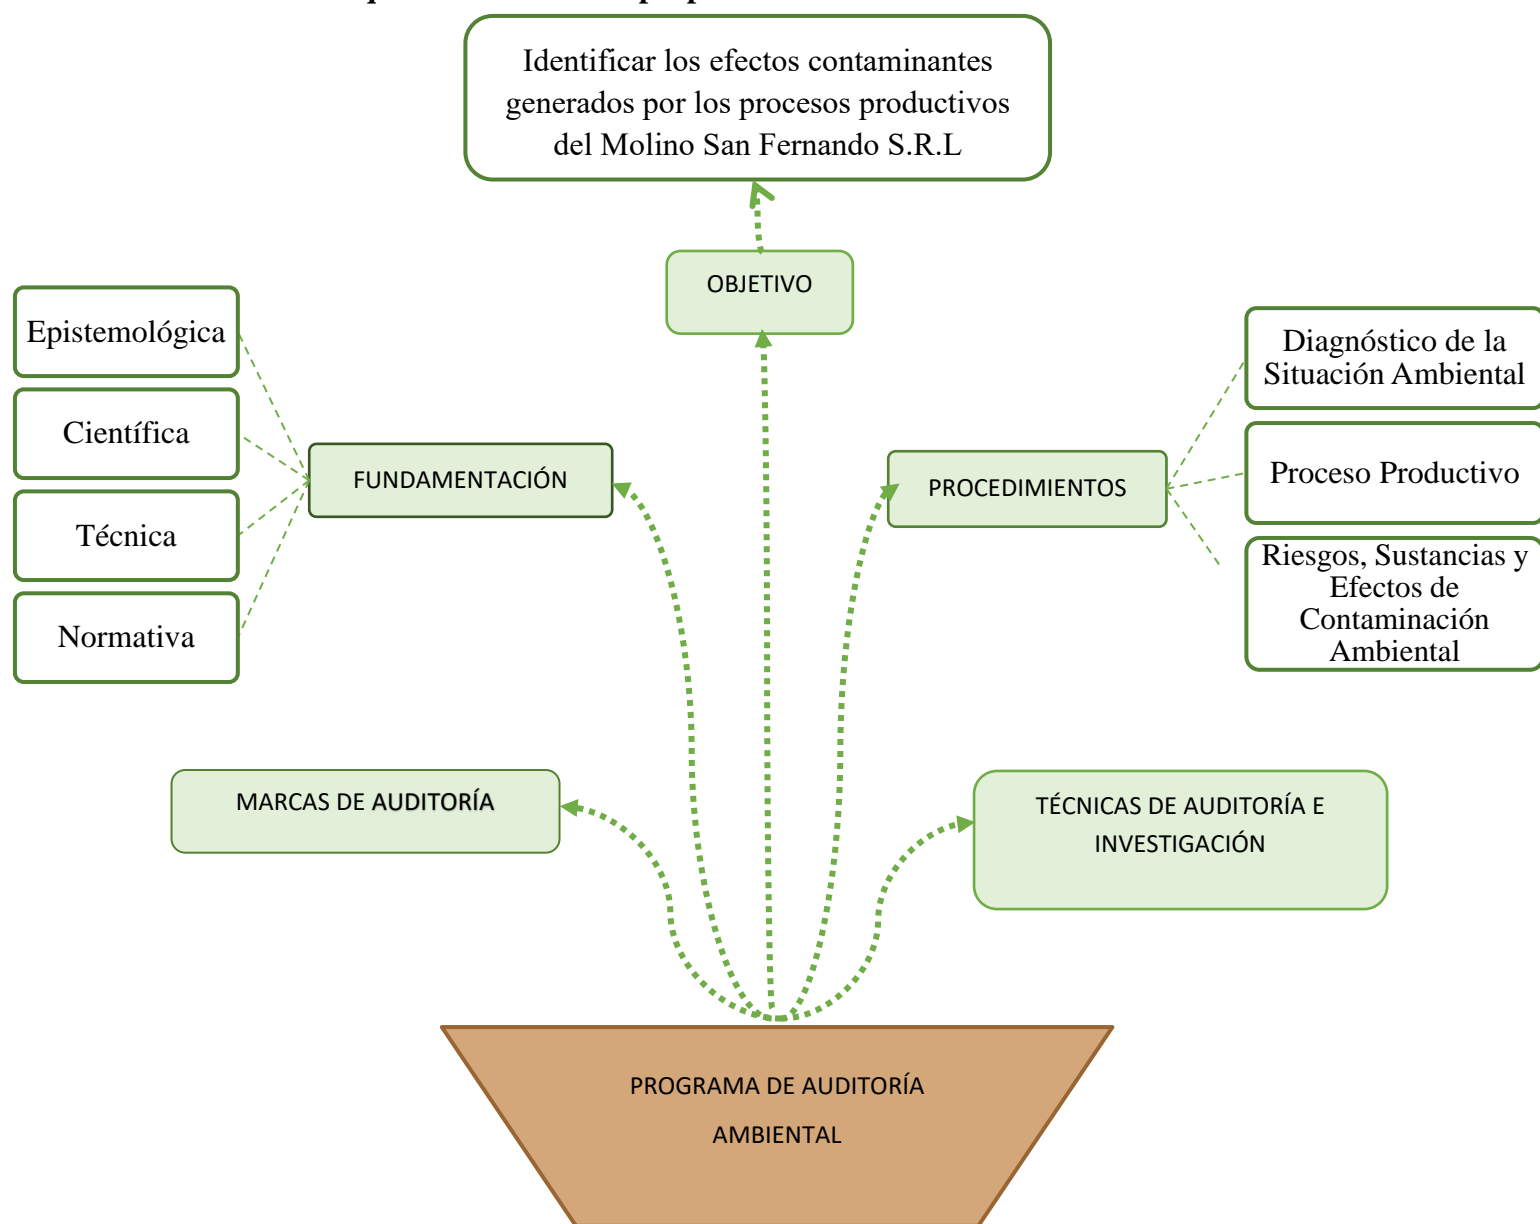 Identificar los efectos contaminantes
generados por los procesos productivos
del Molino San Fernando S.R.L
OBJETIVO
Epistemológica
Científica
Técnica
Normativa
FUNDAMENTACIÓN
PROCEDIMIENTOS
Diagnóstico de la
Situación Ambiental
Proceso Productivo
Riesgos, Sustancias y
Efectos de
Contaminación
Ambiental
MARCAS DE AUDITORÍA
TÉCNICAS DE AUDITORÍA E
INVESTIGACIÓN
PROGRAMA DE AUDITORÍA
AMBIENTAL